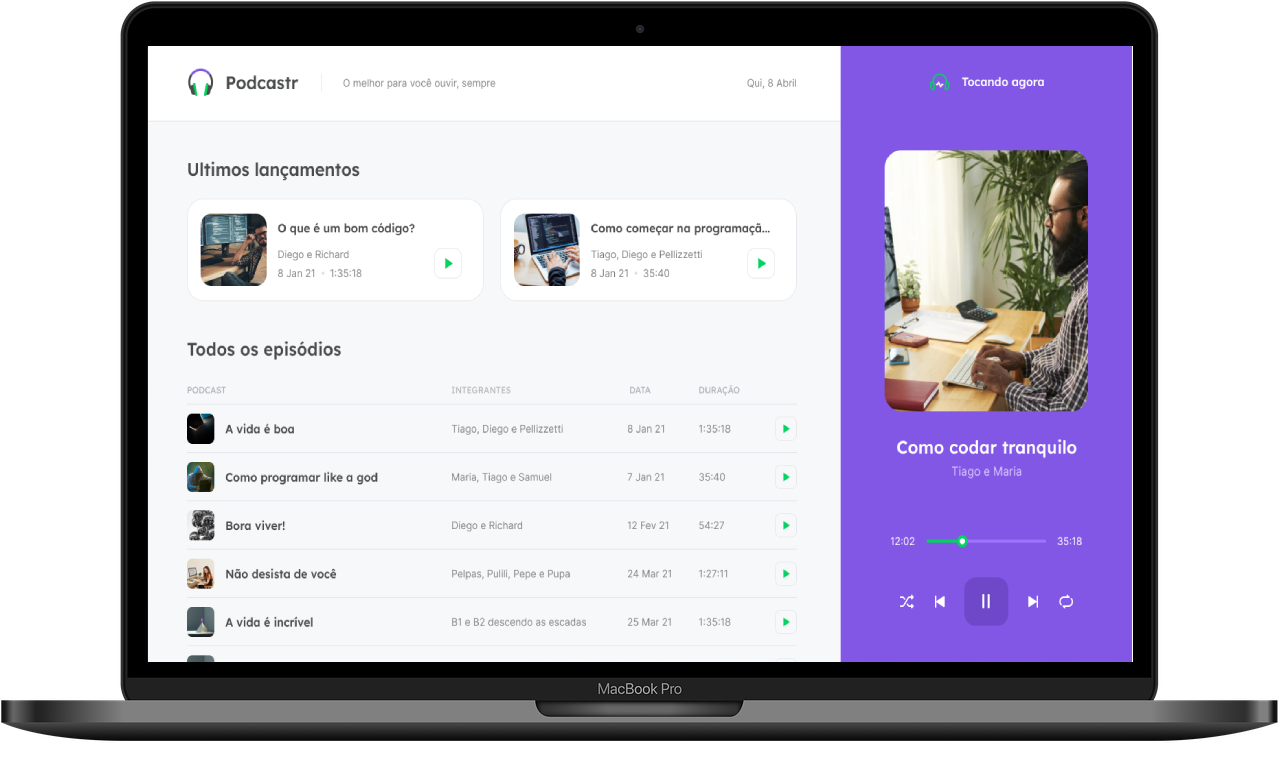 Podcastr
O melhor para você ouvir, sempre
Qui, 8 Abril
Tocando agora
Ultimos lançamentos
O que é um bom código?
Diego e Richard
8 Jan 21 • 1:35:18
Como começar na programaçã...
Tiago, Diego e Pellizzetti
8 Jan 21 • 35:40
Todos os episódios
PODCAST INTEGRANTES DATA DURAÇÃO
A vida é boa Tiago, Diego e Pellizzetti 8 Jan 21 1:35:18
Como programar like a god Maria, Tiago e Samuel 7 Jan 21 35:40
Bora viver! Diego e Richard 12 Fev 21 54:27
Não desista de você Pelpas, Pulili, Pepe e Pupa 24 Mar 21 1:27:11
A vida é incrível B1 e B2 descendo as escadas 25 Mar 21 1:35:18
Como codar tranquilo
Tiago e Maria
12:02 35:18
MacBook Pro